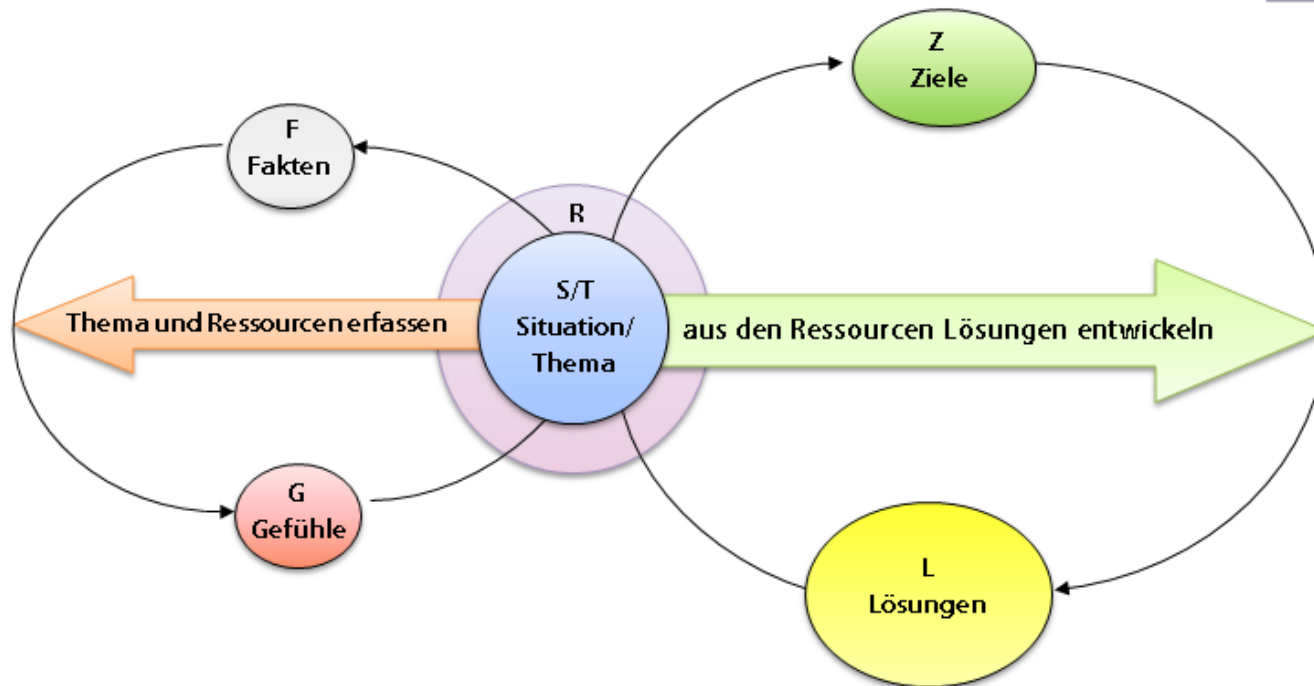 Z
Ziele
F
Fakten
R
S/T
Situation/
Thema
Thema und Ressourcen erfassen
aus den Ressourcen Lösungen entwickeln
G
Gefühle
L
Lösungen